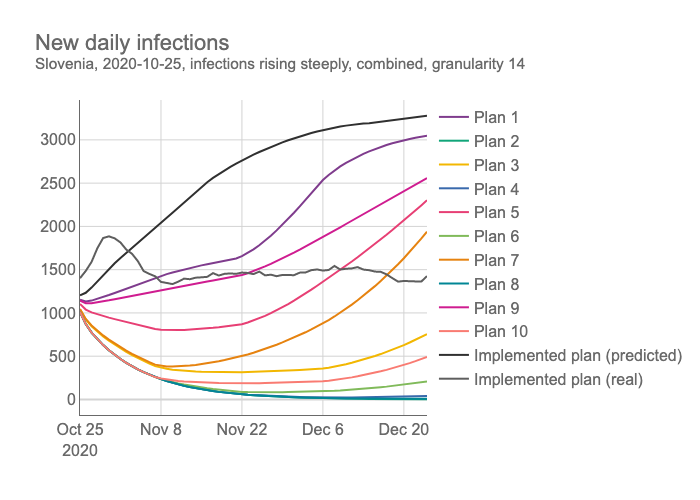 New daily infections
Slovenia, 2020-10-25, infections rising steeply, combined, granularity 14
3000
2500
2000
1500
1000
500
0
Oct 25
2020
Nov 8
Nov 22
Dec 6
Dec 20
Plan 1
Plan 2
Plan 3
Plan 4
Plan 5
Plan 6
Plan 7
Plan 8
Plan 9
Plan 10
Implemented plan (predicted)
Implemented plan (real)